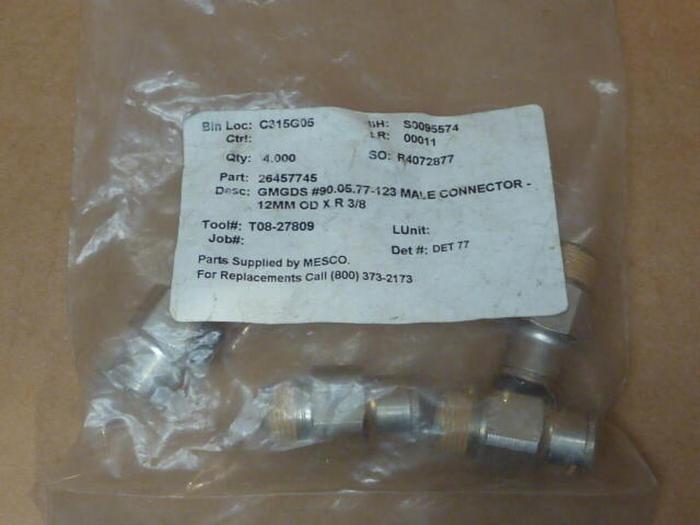 Bin Loc: C315G05 SH: S0095574
Ctrl: LR: 00011
Qty: 4.000 SO: R4072877
Part: 26457745
Desc: GMGDS #90.05.77-123 MALE CONNECTOR -
12MM OD X R 3/8
Tool#: T08-27809 LUnit:
Job#: Det #: DET 77
Parts Supplied by MESCO.
For Replacements Call (800) 373-2173